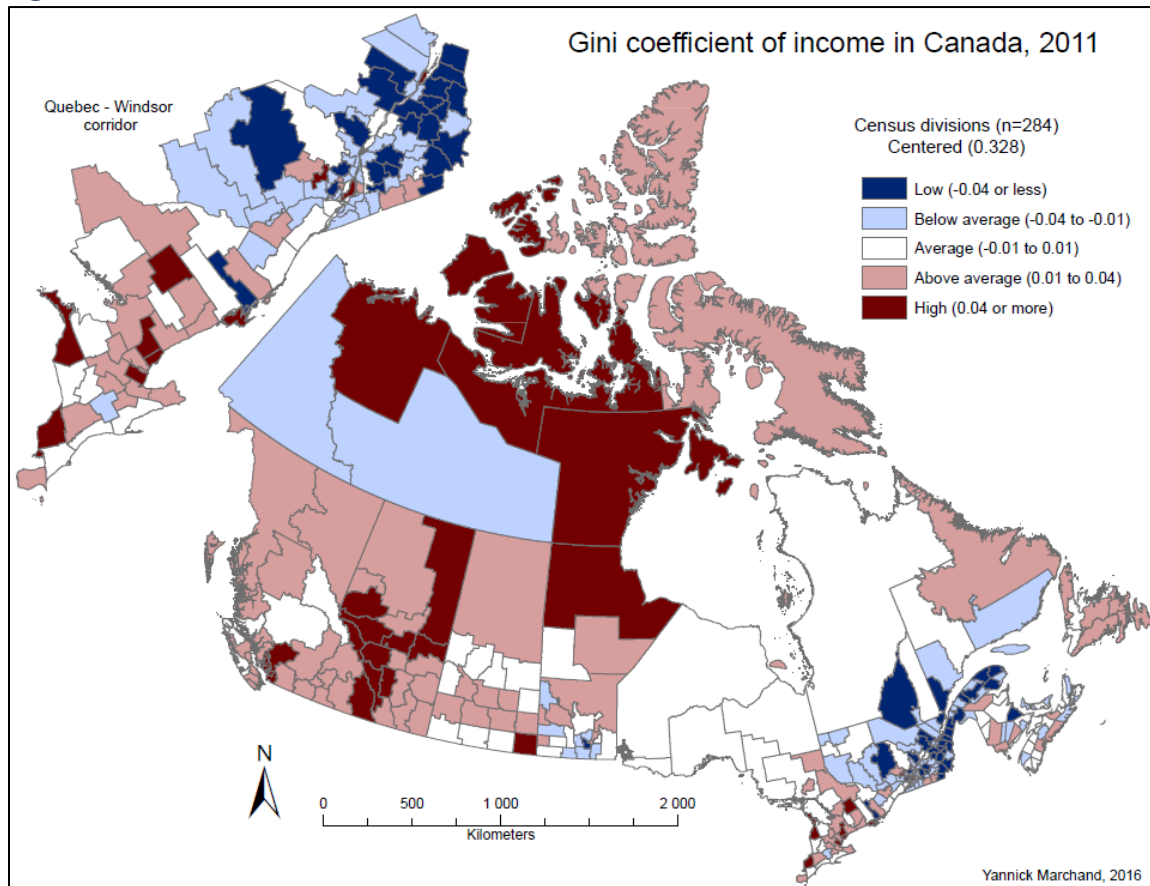 Gini coefficient of income in Canada, 2011
Quebec - Windsor
corridor
Census divisions (n=284)
Centered (0.328)
Low (-0.04 or less)
Below average (-0.04 to -0.01)
Average (-0.01 to 0.01)
Above average (0.01 to 0.04)
High (0.04 or more)
N
0 500 1 000 2 000
Kilometers
Yannick Marchand, 2016